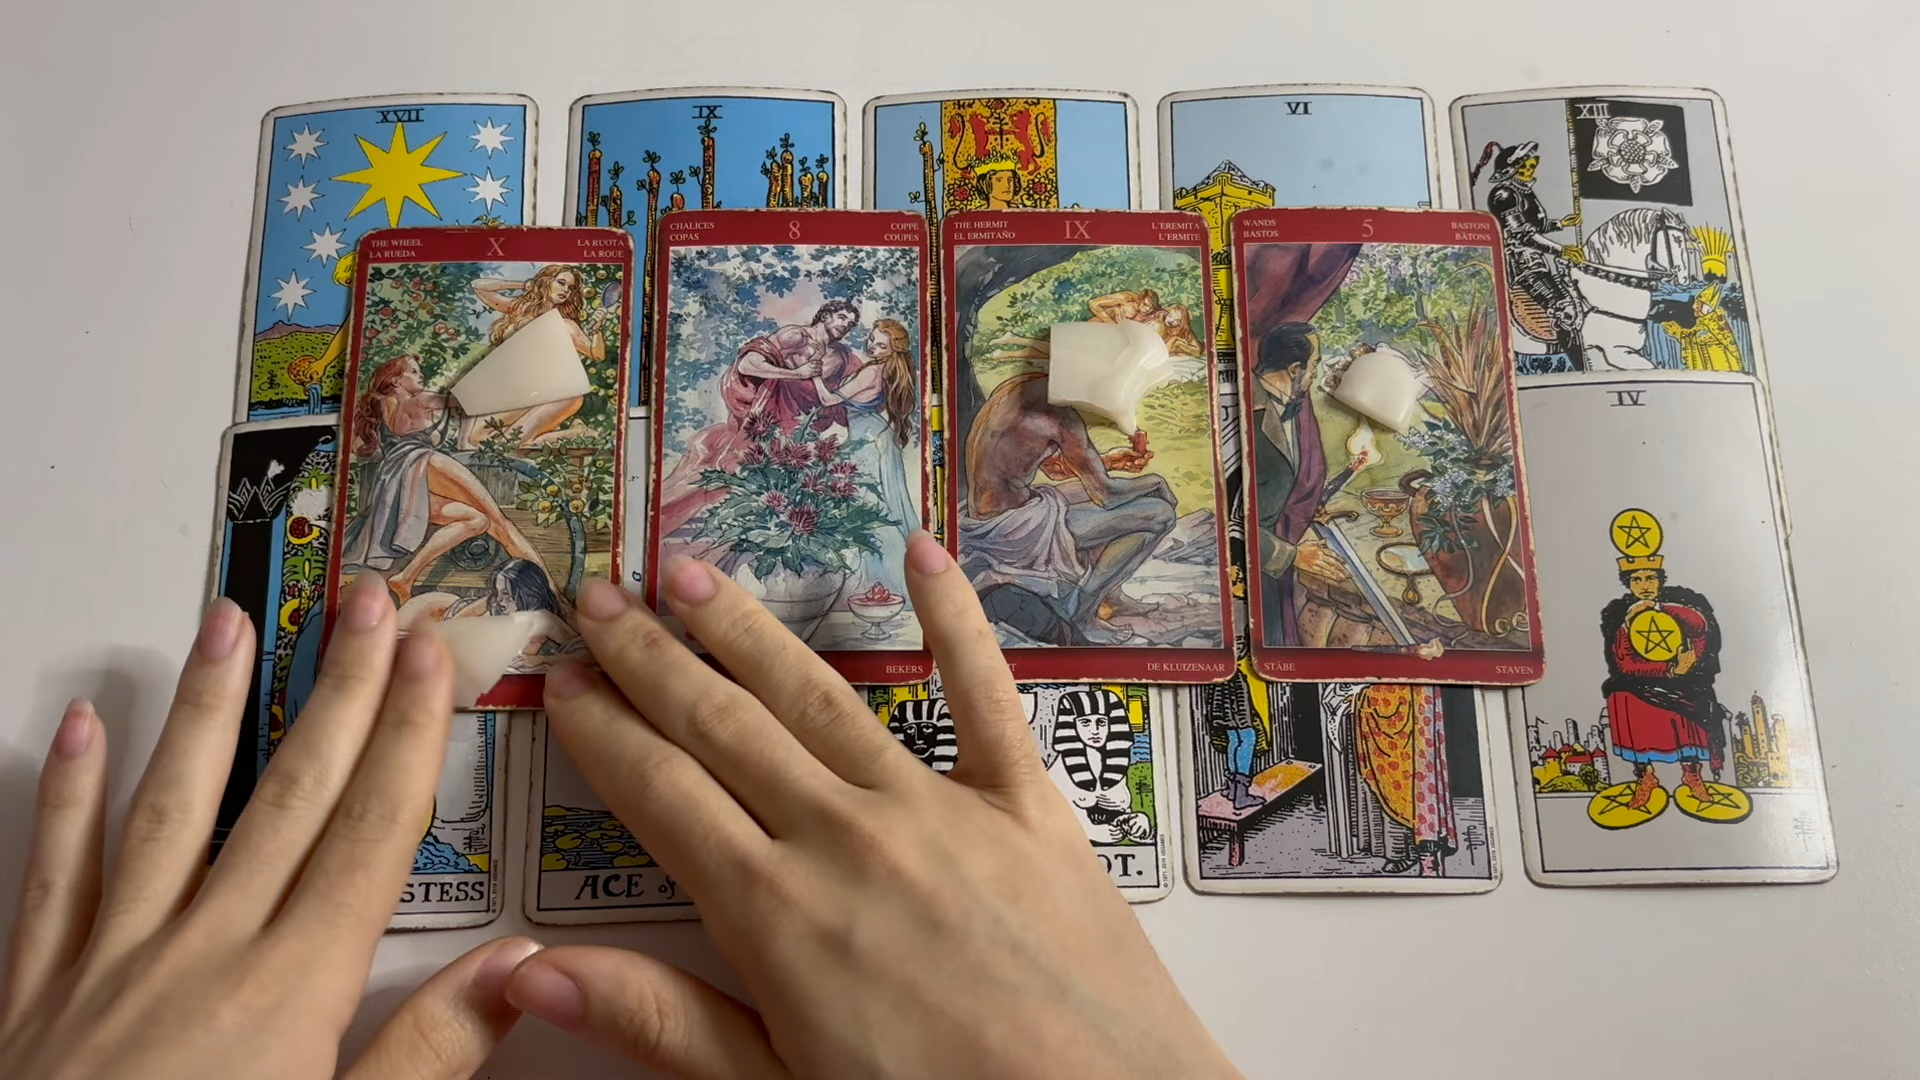 XVII
IX
VI
XIII
THE WHEEL
LA RUEDA
X
LA RUOTA
LA ROUE
CHALICES
COPAS
8
COPPE
COUPES
THE HERMIT
EL ERMITAÑO
IX
L'EREMITA
L'ERMITE
WANDS
BASTOS
5
BASTONI
BÂTONS
IV
BEKERS
DE KLUIZENAAR
STÄBE
STAVEN
STESS
ACE of
OT.